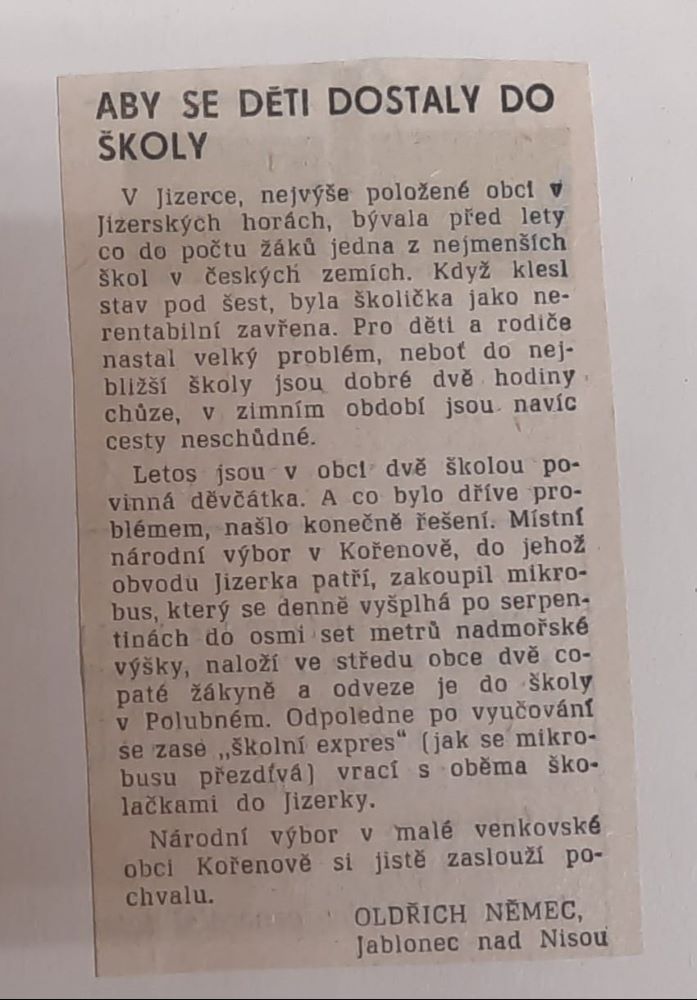 ABY SE DĚTI DOSTALY DO
ŠKOLY
V Jizerce, nejvýše položené obci v
Jizerských horách, bývala před lety
co do počtu žáků jedna z nejmenších
škol v českých zemích. Když klesl
stav pod šest, byla školička jako ne-
rentabilní zavřena. Pro děti a rodiče
nastal velký problém, neboť do nej-
bližší školy jsou dobré dvě hodiny
chůze, v zimním období jsou navíc
cesty neschůdné.
Letos jsou v obci dvě školou po-
vinná děvčátka. A co bylo dříve pro-
blémem, našlo konečně řešení. Místní
národní výbor v Kořenově, do jehož
obvodu Jizerka patří, zakoupil mikro-
bus, který se denně vyšplhá po serpen-
tinách do osmi set metrů nadmořské
výšky, naloží ve středu obce dvě co-
paté žákyně a odveze je do školy
v Polubném. Odpoledne po vyučování
se zase „školní expres“ (jak se mikro-
busu přezdívá) vrací s oběma ško-
lačkami do Jizerky.
Národní výbor v malé venkovské
obci Kořenově si jistě zaslouží po-
chvalu.
OLDŘICH NĚMEC,
Jablonec nad Nisou